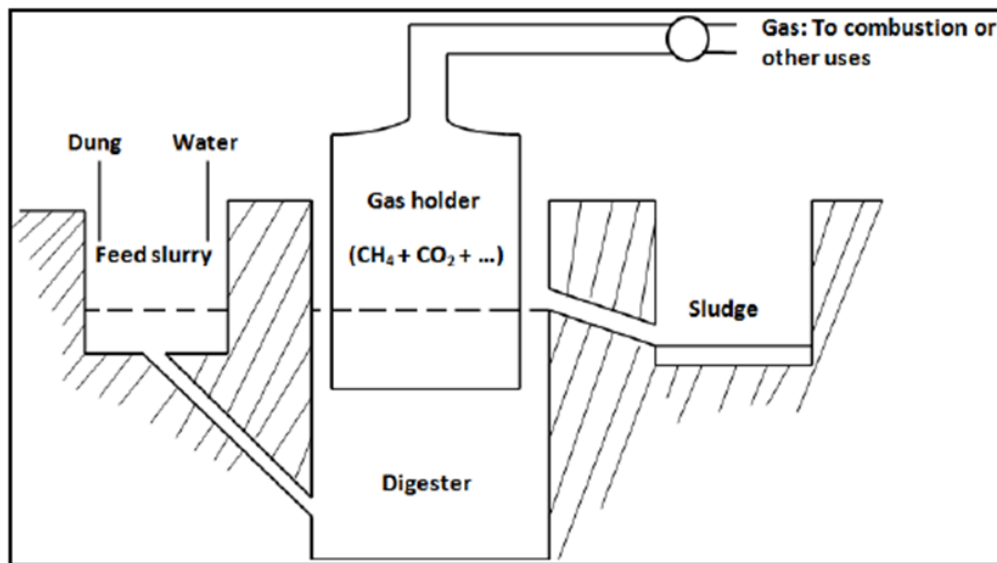 Gas: To combustion or
other uses
Dung
Water
Gas holder
Feed slurry
(CH₄ + CO₂ + ...)
Sludge
Digester